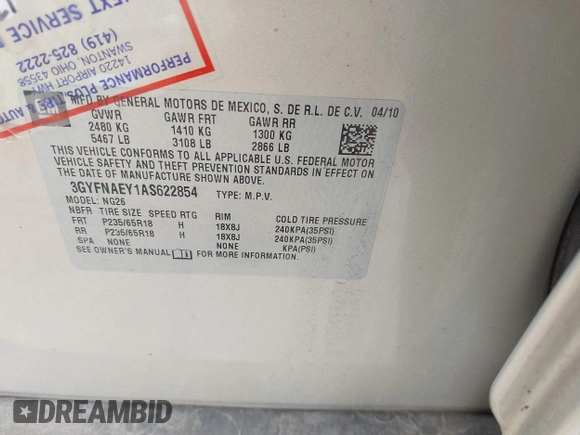 NEXT SERVICE
(419) 825-2222
SWANTON, OHIO 43558
14220 AIRPORT HWY
PERFORMANCE PLUS
TIRE & AUTO
MFD BY GENERAL MOTORS DE MEXICO, S. DE R.L. DE C.V. 04/10
GVWR GAWR FRT GAWR RR
2480 KG 1410 KG 1300 KG
5467 LB 3108 LB 2866 LB
THIS VEHICLE CONFORMS TO ALL APPLICABLE U.S. FEDERAL MOTOR
VEHICLE SAFETY AND THEFT PREVENTION STANDARDS IN EFFECT ON
THE DATE OF MANUFACTURE SHOWN ABOVE.
3GYFNAEY1AS622854 TYPE: M.P.V.
MODEL: NG26
NBFR TIRE SIZE SPEED RTG RIM COLD TIRE PRESSURE
FRT P235/65R18 H 18X8J 240KPA(35PSI)
RR P235/65R18 H 18X8J 240KPA(35PSI)
SPA NONE NONE KPA(PSI)
SEE OWNER'S MANUAL FOR MORE INFORMATION.
DREAMBID